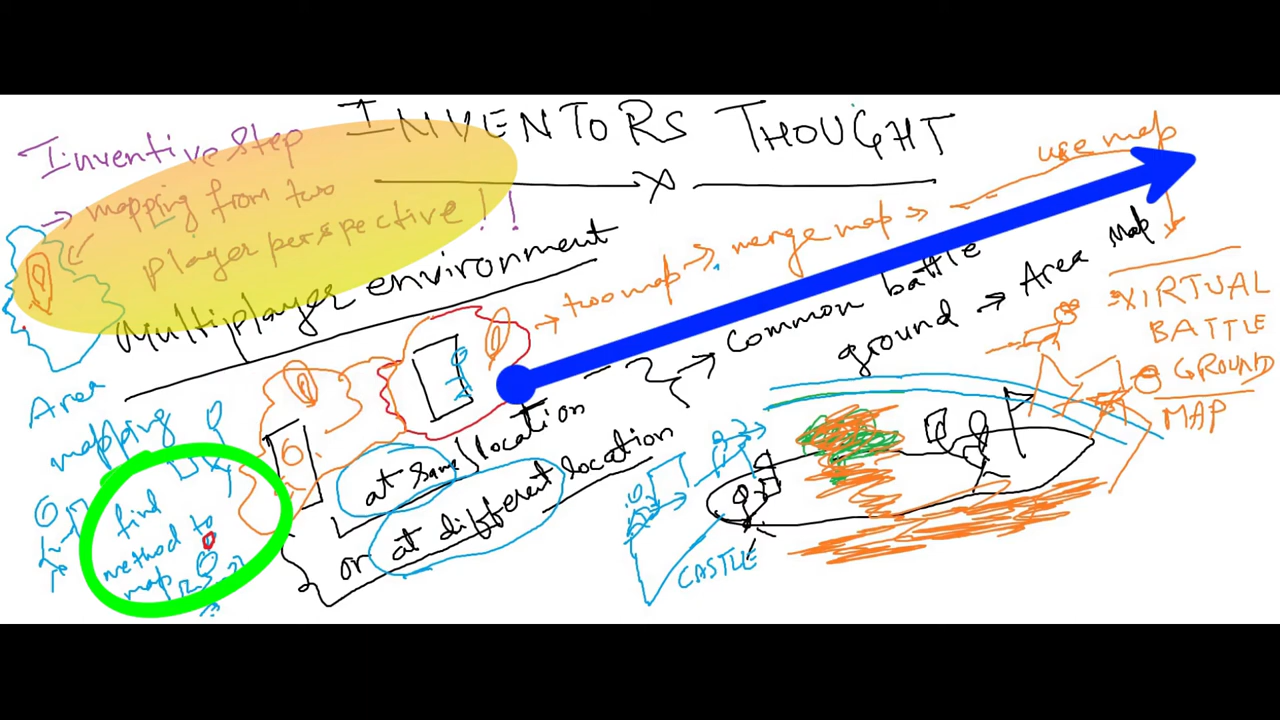 INVENTORS THOUGHT
Inventive Step
→ mapping from two
player perspective!!
Multiplayer environment
→ two map → merge map →
use map
VIRTUAL
BATTLE
GROUND
MAP
→ Common battle
ground → Area Map
Area
mapping
find
method to
map
at same location
or at different location
CASTLE